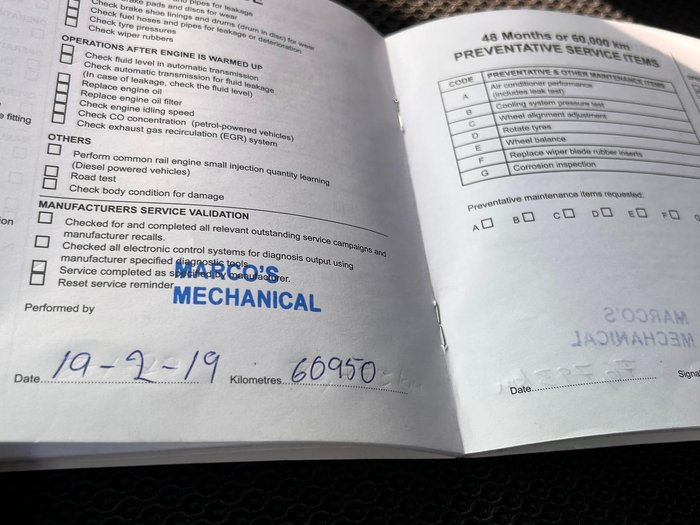 pipes for leakage
Check brake pads and discs for wear
Check brake shoe linings and drums (drum in disc) for wear
Check fuel hoses and pipes for leakage or deterioration
Check tyre pressures
Check wiper rubbers
OPERATIONS AFTER ENGINE IS WARMED UP
Check fluid level in automatic transmission
Check automatic transmission for fluid leakage
(In case of leakage, check the fluid level)
Replace engine oil
Replace engine oil filter
Check engine idling speed
Check CO concentration (petrol-powered vehicles)
Check exhaust gas recirculation (EGR) system
OTHERS
Perform common rail engine small injection quantity learning
(Diesel powered vehicles)
Road test
Check body condition for damage
MANUFACTURERS SERVICE VALIDATION
Checked for and completed all relevant outstanding service campaigns and
manufacturer recalls.
Checked all electronic control systems for diagnosis output using
manufacturer specified diagnostic tools.
Service completed as specified by manufacturer.
Reset service reminder
MARCO'S
MECHANICAL
Performed by
Date 19-2-19 Kilometres 60950
fitting
48 Months or 60,000 km
PREVENTATIVE SERVICE ITEMS
CODE PREVENTATIVE & OTHER MAINTENANCE ITEMS
A Air conditioner performance
(includes leak test)
B Cooling system pressure test
C Wheel alignment adjustment
D Rotate tyres
E Wheel balance
F Replace wiper blade rubber inserts
G Corrosion inspection
Preventative maintenance items requested:
A B C D E F G
MARCO'S
MECHANICAL
Date
Signa